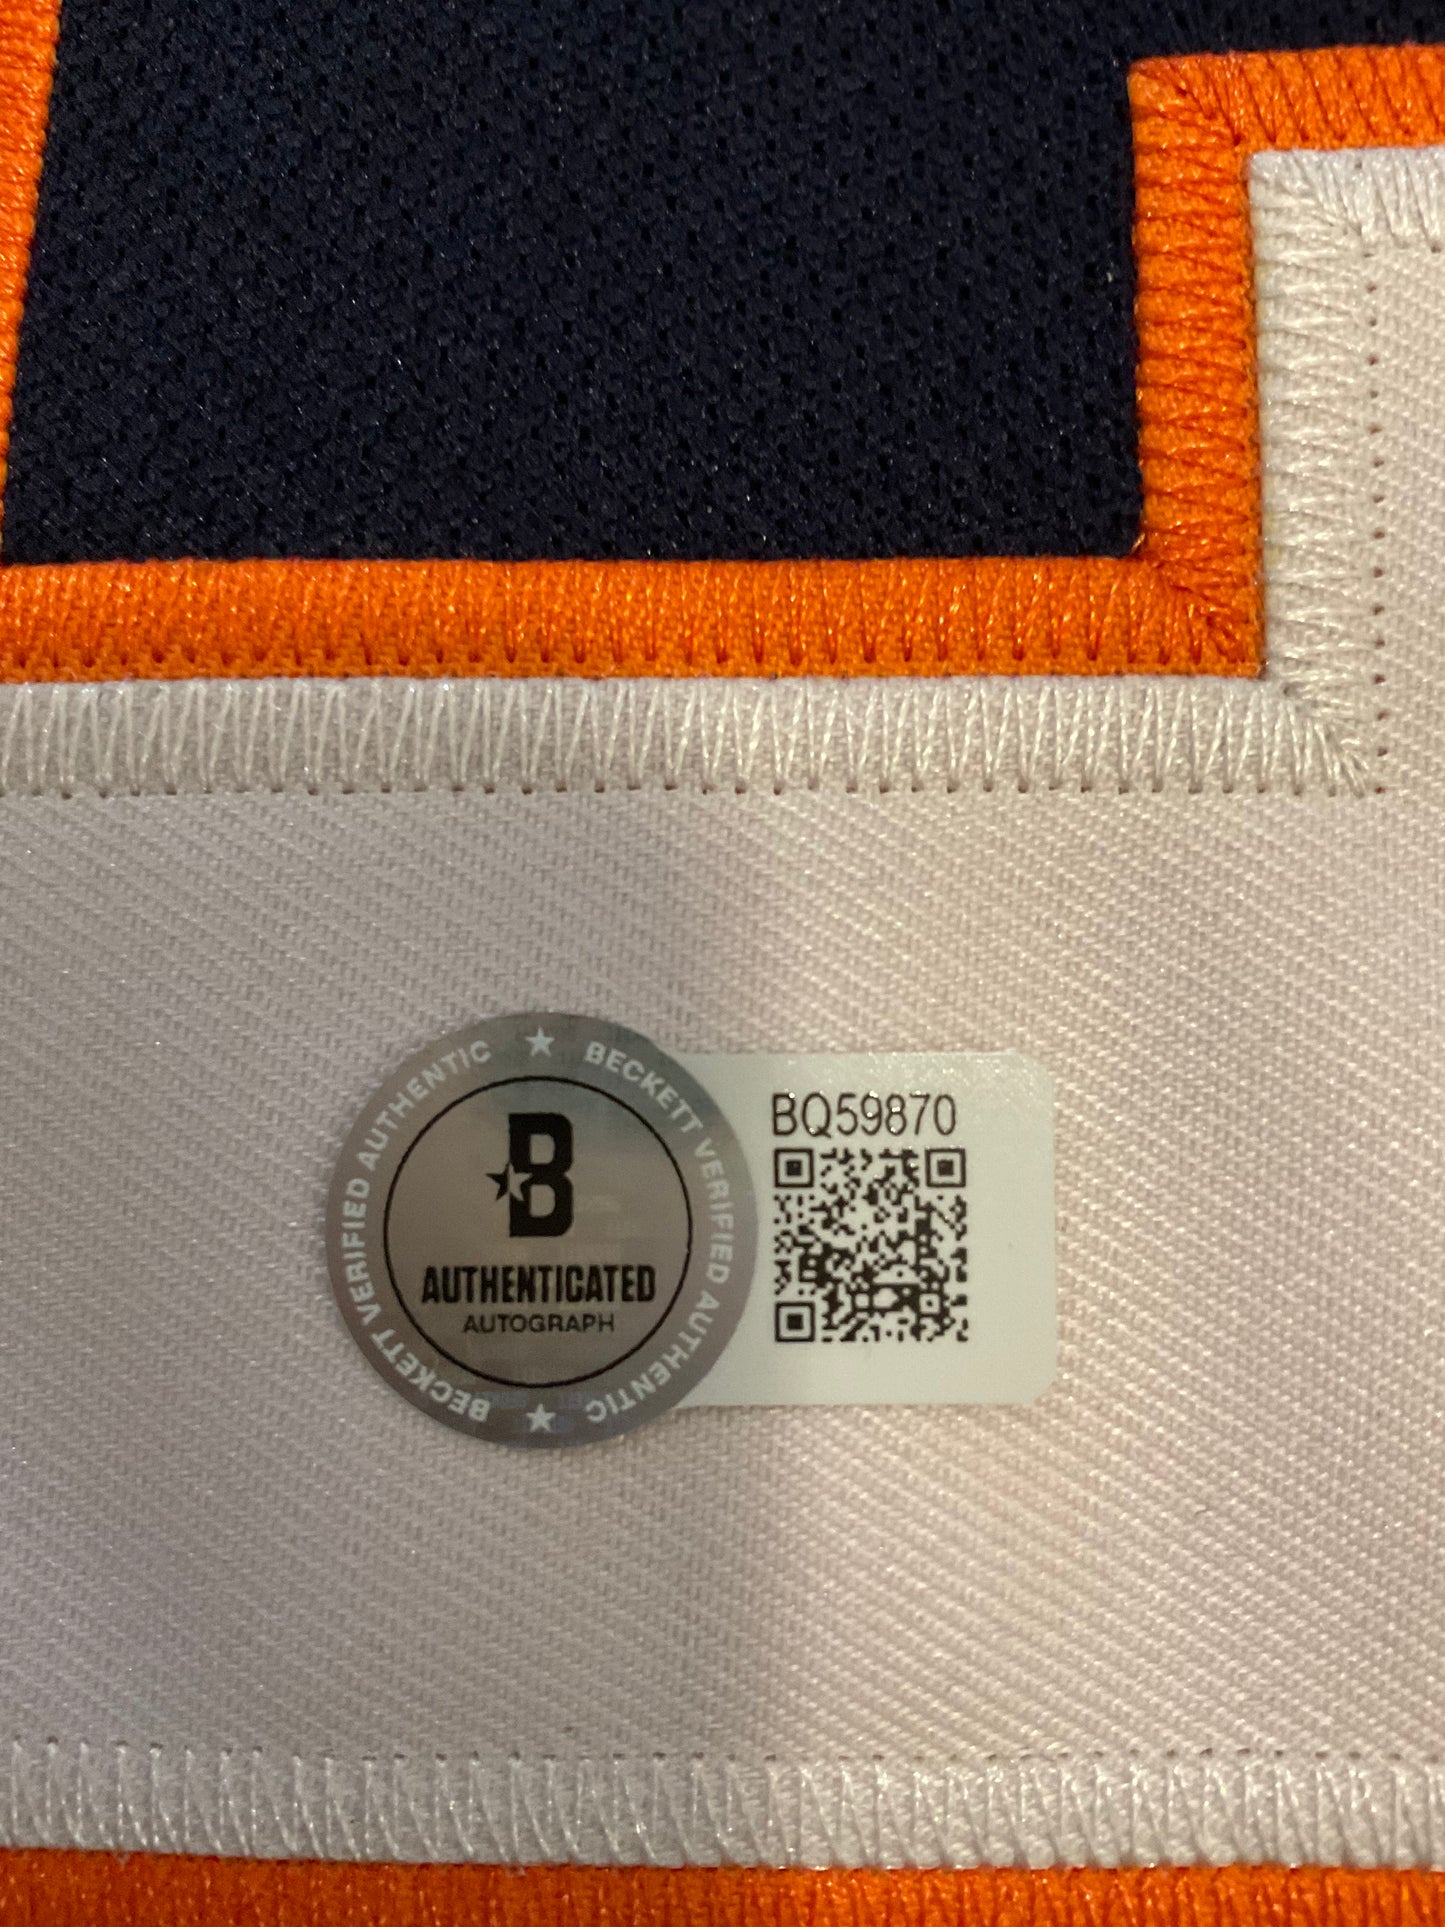 BECKETT VERIFIED AUTHENTIC ★ BECKETT VERIFIED AUTHENTIC ★
B
AUTHENTICATED
AUTOGRAPH
BQ59870